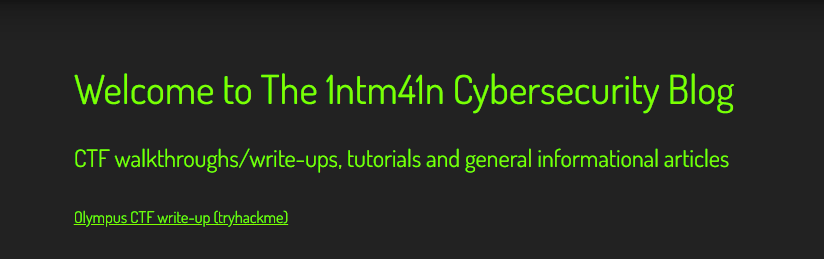 Welcome to The 1ntm41n Cybersecurity Blog
CTF walkthroughs/write-ups, tutorials and general informational articles
Olympus CTF write-up (tryhackme)